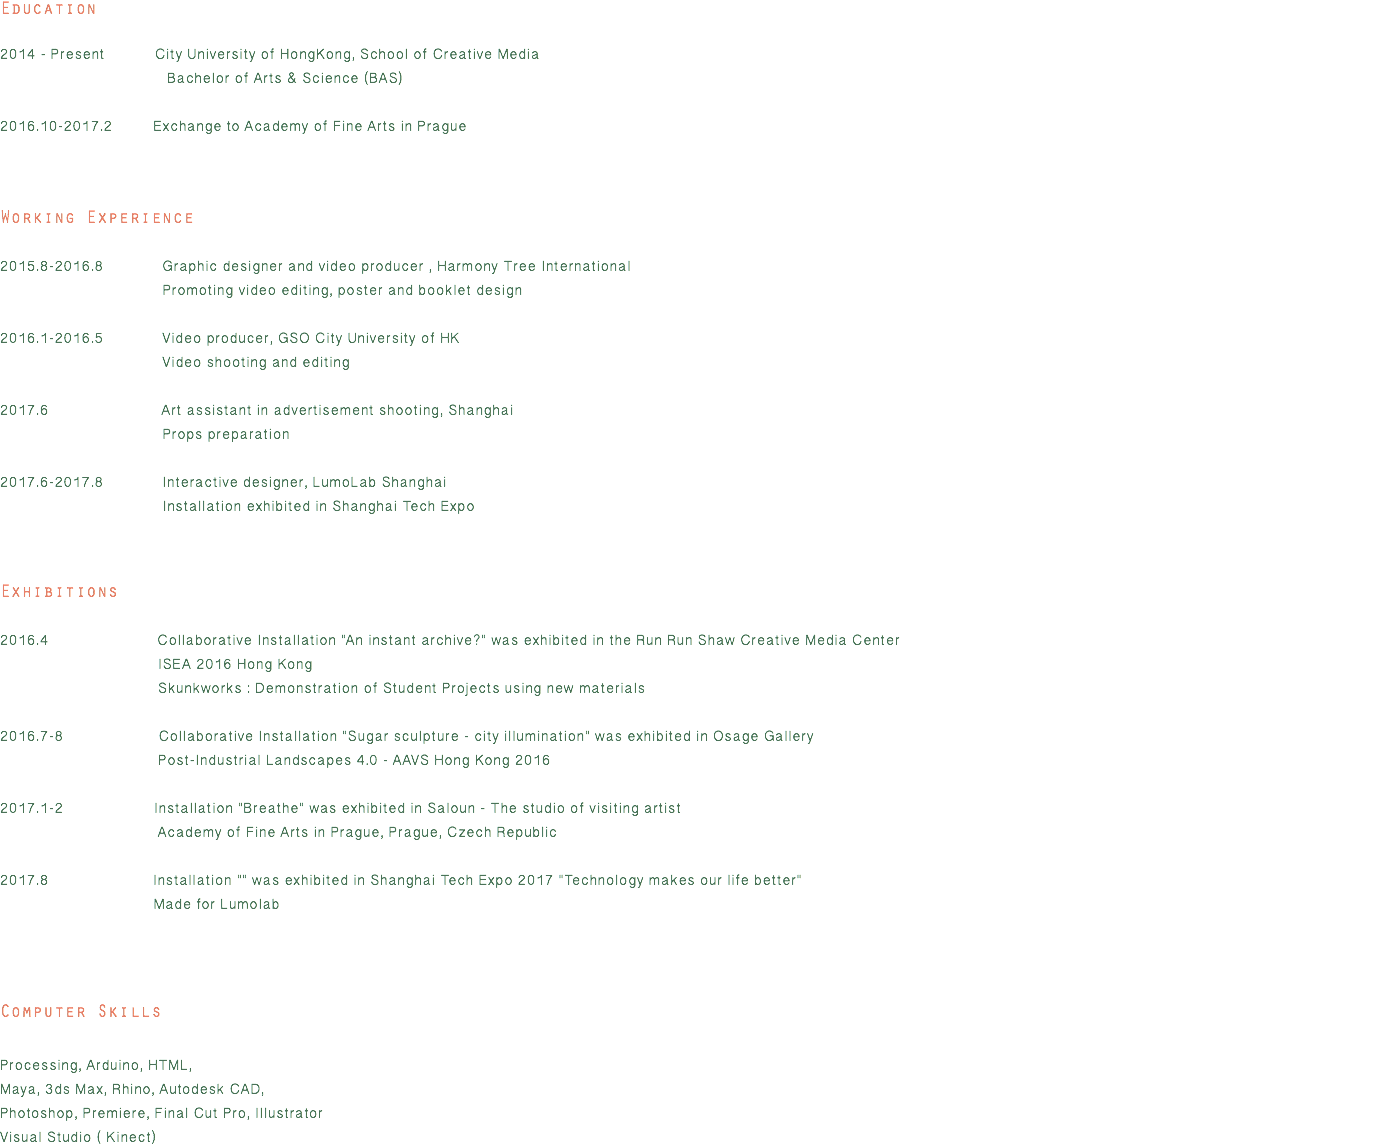 Education
2014 - Present City University of HongKong, School of Creative Media
Bachelor of Arts & Science (BAS)
2016.10-2017.2 Exchange to Academy of Fine Arts in Prague
Working Experience
2015.8-2016.8 Graphic designer and video producer , Harmony Tree International
Promoting video editing, poster and booklet design
2016.1-2016.5 Video producer, GSO City University of HK
Video shooting and editing
2017.6 Art assistant in advertisement shooting, Shanghai
Props preparation
2017.6-2017.8 Interactive designer, LumoLab Shanghai
Installation exhibited in Shanghai Tech Expo
Exhibitions
2016.4 Collaborative Installation "An instant archive?" was exhibited in the Run Run Shaw Creative Media Center
ISEA 2016 Hong Kong
Skunkworks : Demonstration of Student Projects using new materials
2016.7-8 Collaborative Installation "Sugar sculpture - city illumination" was exhibited in Osage Gallery
Post-Industrial Landscapes 4.0 - AAVS Hong Kong 2016
2017.1-2 Installation "Breathe" was exhibited in Saloun - The studio of visiting artist
Academy of Fine Arts in Prague, Prague, Czech Republic
2017.8 Installation "" was exhibited in Shanghai Tech Expo 2017 "Technology makes our life better"
Made for Lumolab
Computer Skills
Processing, Arduino, HTML,
Maya, 3ds Max, Rhino, Autodesk CAD,
Photoshop, Premiere, Final Cut Pro, Illustrator
Visual Studio ( Kinect)